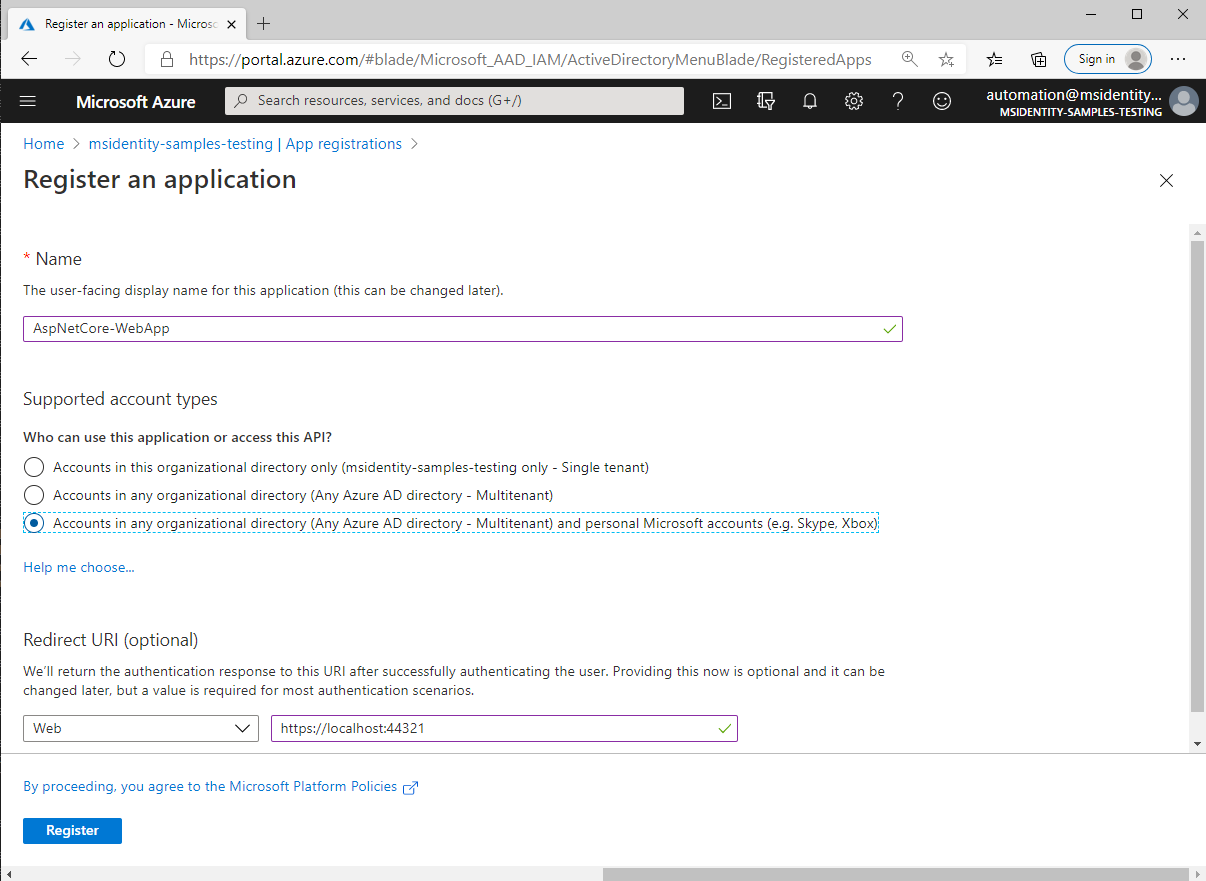 Register an application - Microsc
https://portal.azure.com/#blade/Microsoft_AAD_IAM/ActiveDirectoryMenuBlade/RegisteredApps
Sign in
Microsoft Azure
Search resources, services, and docs (G+/)
automation@msidentity...
MSIDENTITY-SAMPLES-TESTING
Home > msidentity-samples-testing | App registrations >
Register an application
* Name
The user-facing display name for this application (this can be changed later).
AspNetCore-WebApp
Supported account types
Who can use this application or access this API?
Accounts in this organizational directory only (msidentity-samples-testing only - Single tenant)
Accounts in any organizational directory (Any Azure AD directory - Multitenant)
Accounts in any organizational directory (Any Azure AD directory - Multitenant) and personal Microsoft accounts (e.g. Skype, Xbox)
Help me choose...
Redirect URI (optional)
We'll return the authentication response to this URI after successfully authenticating the user. Providing this now is optional and it can be
changed later, but a value is required for most authentication scenarios.
Web
https://localhost:44321
By proceeding, you agree to the Microsoft Platform Policies
Register